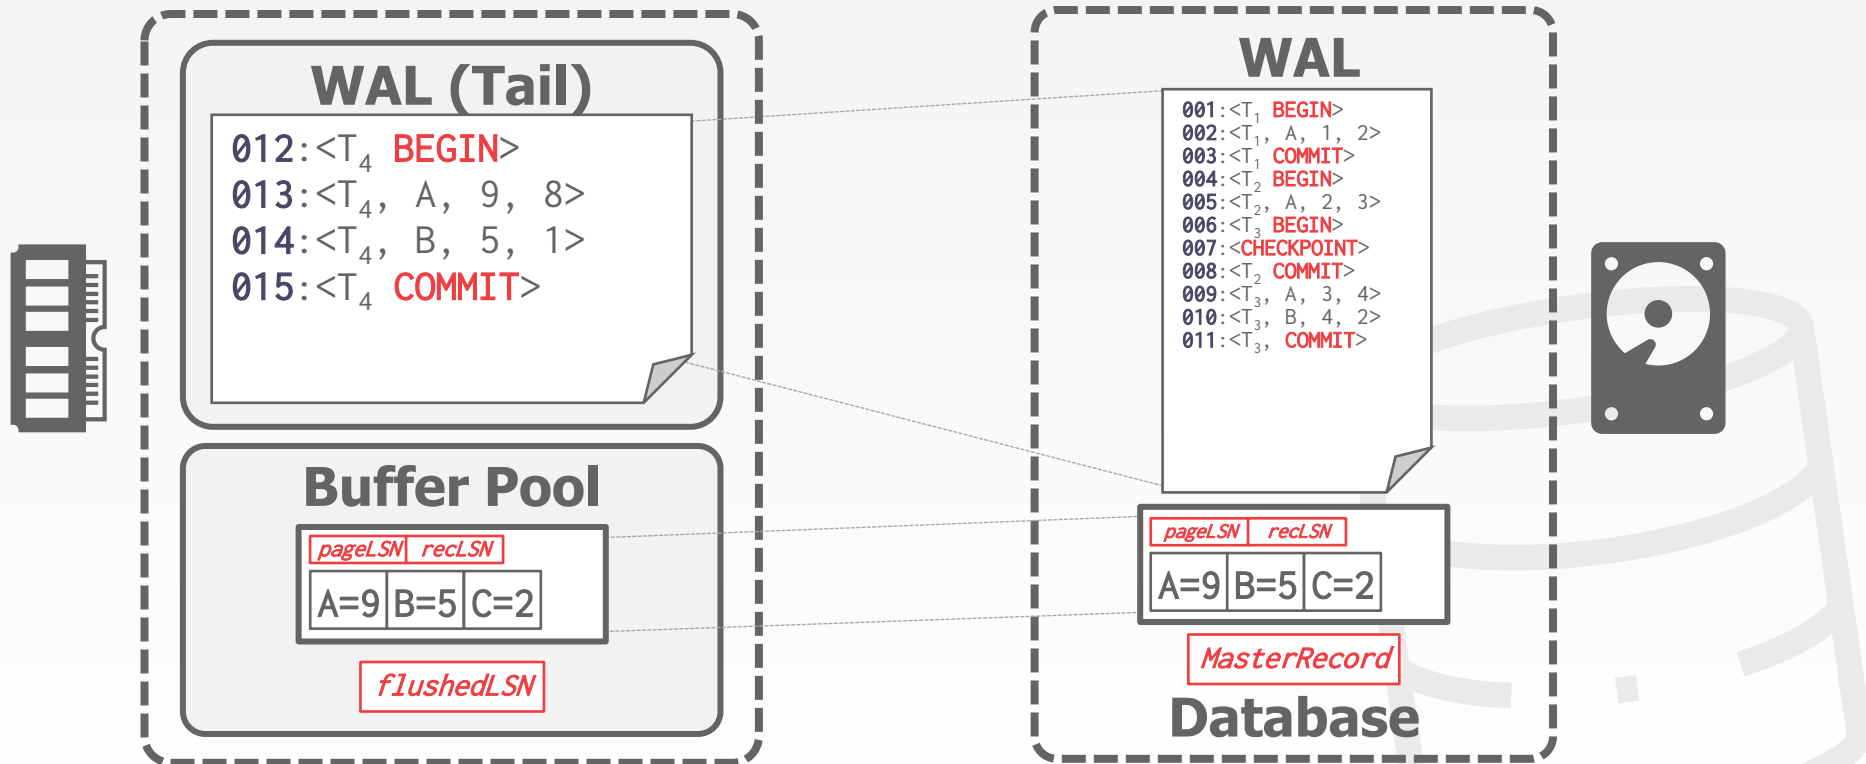 WAL (Tail)
012:<T4 BEGIN>
013:<T4, A, 9, 8>
014:<T4, B, 5, 1>
015:<T4 COMMIT>
Buffer Pool
pageLSN recLSN
A=9 B=5 C=2
flushedLSN
WAL
001:<T1 BEGIN>
002:<T1, A, 1, 2>
003:<T1 COMMIT>
004:<T2 BEGIN>
005:<T2, A, 2, 3>
006:<T3 BEGIN>
007:<CHECKPOINT>
008:<T2 COMMIT>
009:<T3, A, 3, 4>
010:<T3, B, 4, 2>
011:<T3, COMMIT>
pageLSN recLSN
A=9 B=5 C=2
MasterRecord
Database